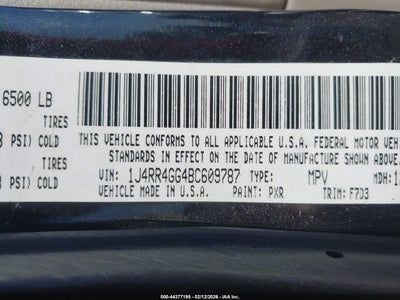 6500 LB
TIRES
PSI) COLD
THIS VEHICLE CONFORMS TO ALL APPLICABLE U.S.A. FEDERAL MOTOR VEH
STANDARDS IN EFFECT ON THE DATE OF MANUFACTURE SHOWN ABOVE.
TIRES
PSI) COLD
VIN: 1J4RR4GG4BC609787 TYPE: MPV MDH:
VEHICLE MADE IN U.S.A. PAINT: PXR TRIM: F7D3
000-44377195 - 02/12/2026 - IAA, Inc.